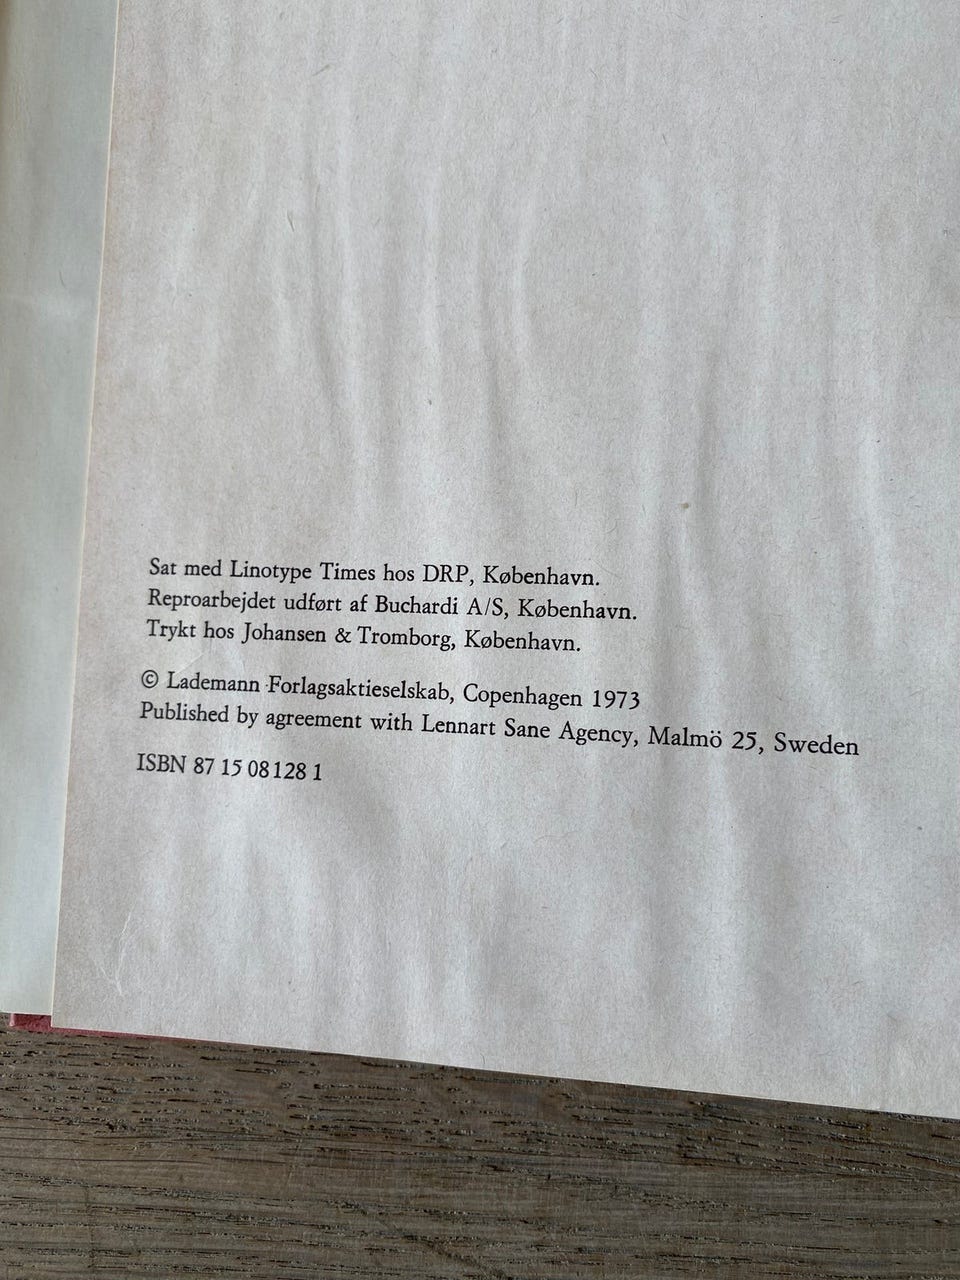 Sat med Linotype Times hos DRP, København.
Reproarbejdet udført af Buchardi A/S, København.
Trykt hos Johansen & Tromborg, København.
© Lademann Forlagsaktieselskab, Copenhagen 1973
Published by agreement with Lennart Sane Agency, Malmö 25, Sweden
ISBN 87 15 08128 1